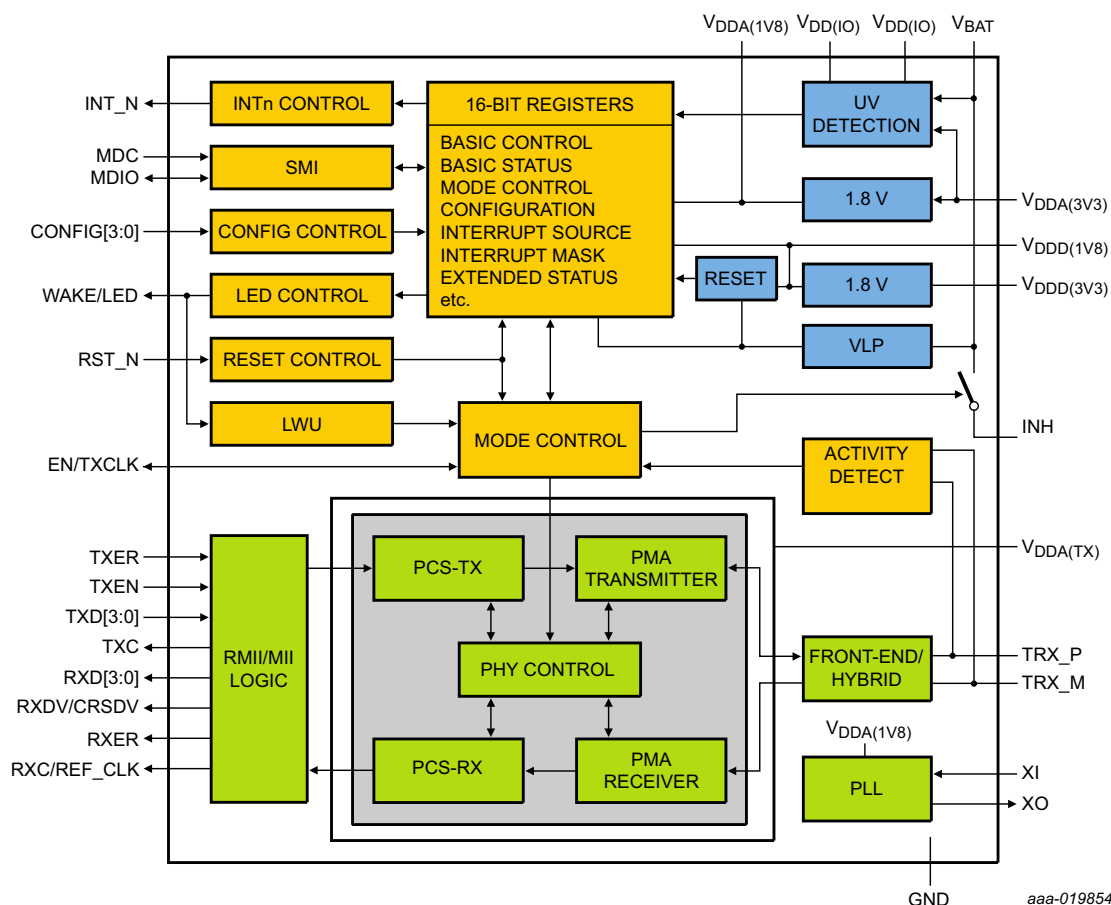 VDDA(1V8)
VDD(IO)
VDD(IO)
VBAT
INT_N
INTn CONTROL
16-BIT REGISTERS
UV
DETECTION
MDC
MDIO
SMI
BASIC CONTROL
BASIC STATUS
MODE CONTROL
CONFIGURATION
INTERRUPT SOURCE
INTERRUPT MASK
EXTENDED STATUS
etc.
1.8 V
VDDA(3V3)
CONFIG[3:0]
CONFIG CONTROL
VDDD(1V8)
RESET
1.8 V
VDDD(3V3)
WAKE/LED
LED CONTROL
RST_N
RESET CONTROL
VLP
LWU
MODE CONTROL
INH
EN/TXCLK
ACTIVITY
DETECT
VDDA(TX)
TXER
TXEN
TXD[3:0]
TXC
RXD[3:0]
RXDV/CRSDV
RXER
RXC/REF_CLK
RMII/MII
LOGIC
PCS-TX
PMA
TRANSMITTER
PHY CONTROL
FRONT-END/
HYBRID
TRX_P
TRX_M
PCS-RX
PMA
RECEIVER
VDDA(1V8)
PLL
XI
XO
GND
aaa-019854